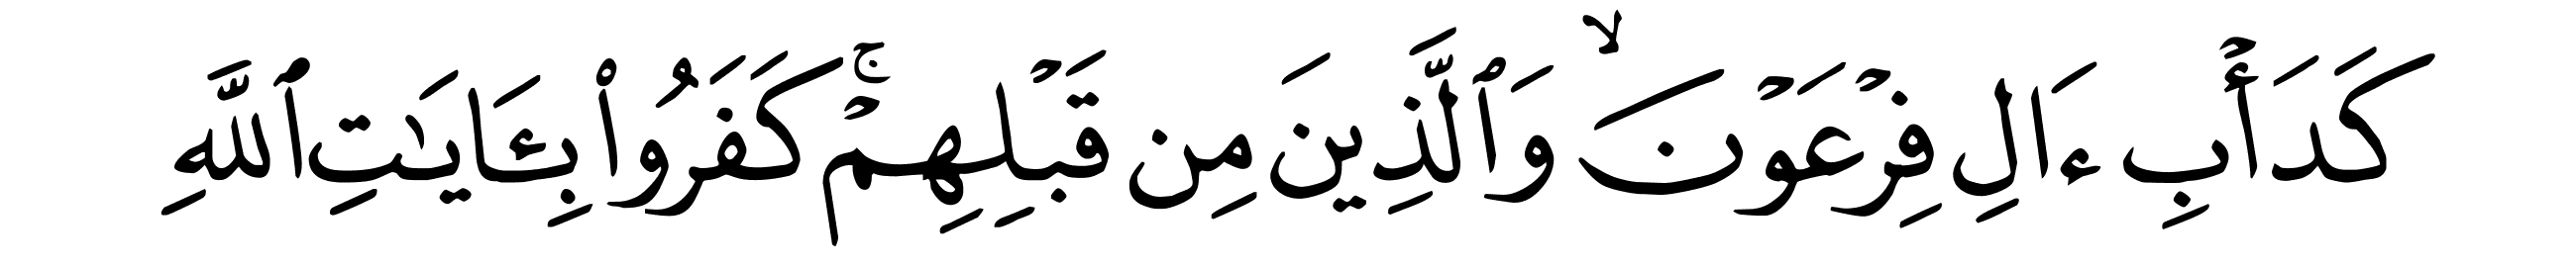 كَدَأۡبِ ءَالِ فِرۡعَوۡنَۙ وَٱلَّذِينَ مِن قَبۡلِهِمۡۚ كَفَرُواْ بِـَٔايَٰتِ ٱللَّهِ